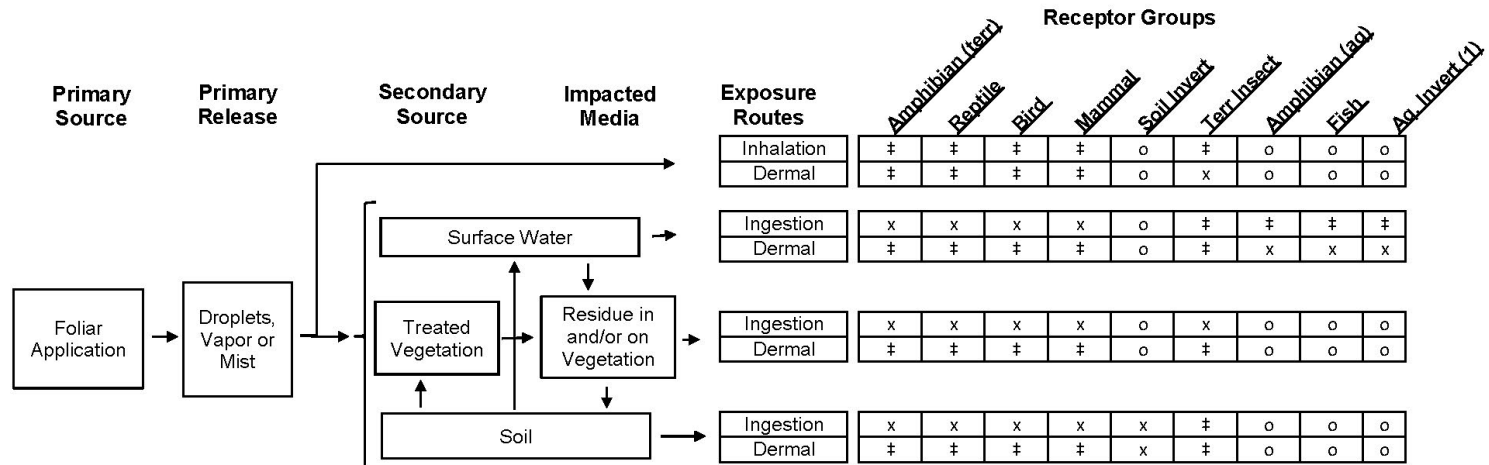 Receptor Groups
Primary Source
Primary Release
Secondary Source
Impacted Media
Exposure Routes
Amphibian (terr)
Reptile
Bird
Mammal
Soil Invert
Terr Insect
Amphibian (aq)
Fish
Aq. Invert (1)
Inhalation ‡ ‡ ‡ ‡ o ‡ o o o
Dermal ‡ ‡ ‡ ‡ o x o o o
Surface Water
Ingestion x x x x o ‡ ‡ ‡ ‡
Dermal ‡ ‡ ‡ ‡ o ‡ x x x
Foliar
Application
Droplets,
Vapor or
Mist
Treated
Vegetation
Residue in
and/or on
Vegetation
Ingestion x x x x o x o o o
Dermal ‡ ‡ ‡ ‡ o ‡ o o o
Soil
Ingestion x x x x x ‡ o o o
Dermal ‡ ‡ ‡ ‡ x ‡ o o o